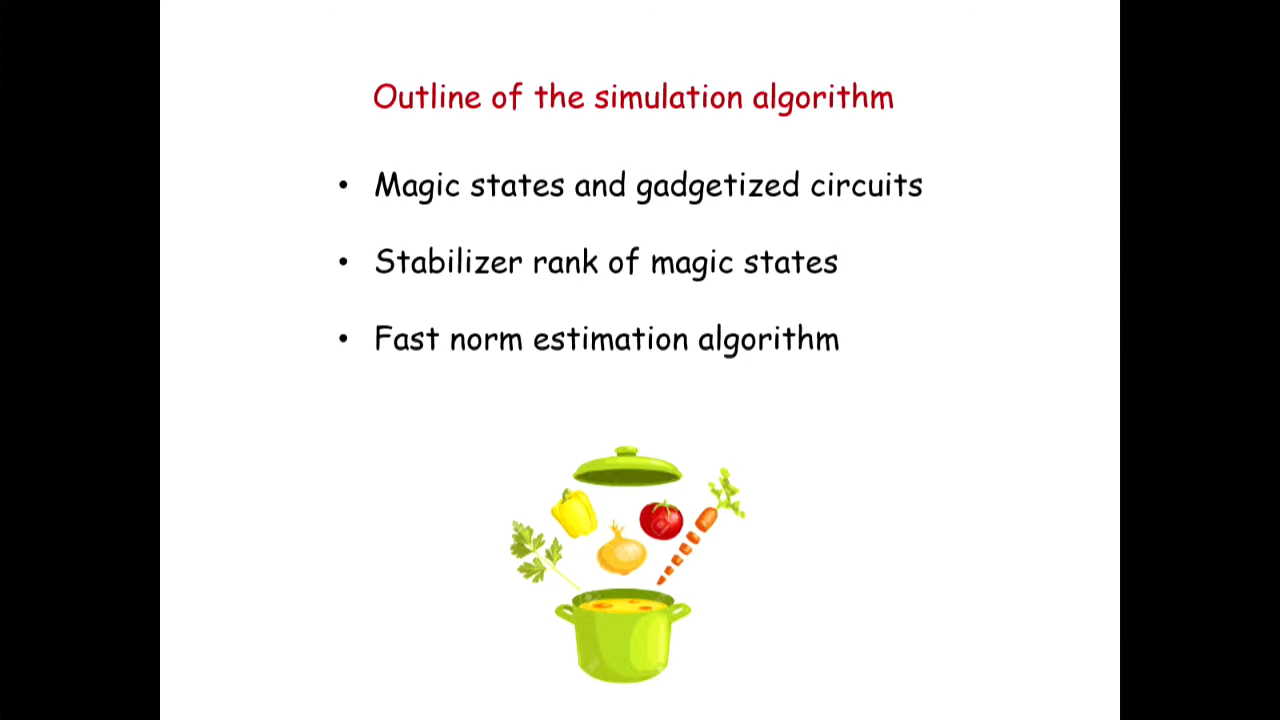 Outline of the simulation algorithm
• Magic states and gadgetized circuits
• Stabilizer rank of magic states
• Fast norm estimation algorithm